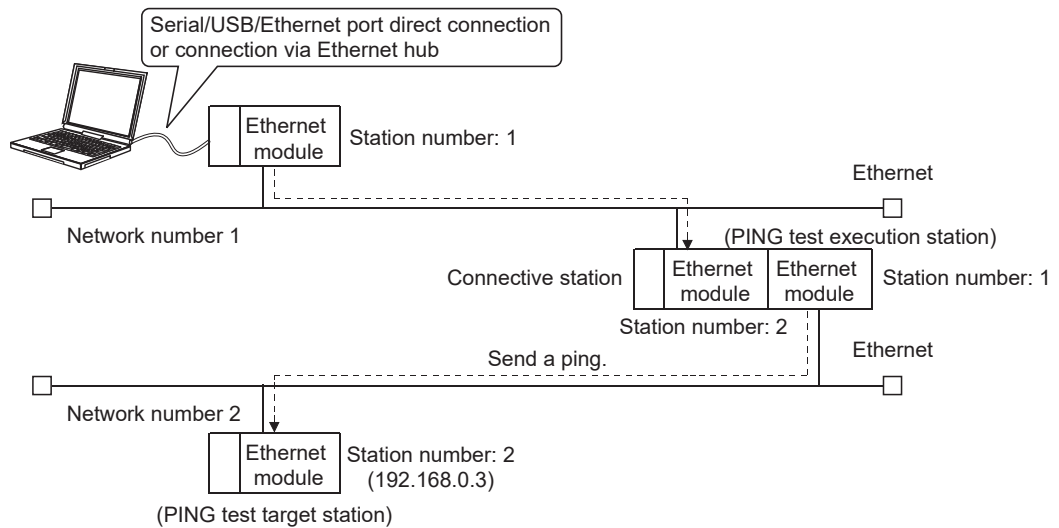 Serial/USB/Ethernet port direct connection
or connection via Ethernet hub
Ethernet
module
Station number: 1
Ethernet
Network number 1
(PING test execution station)
Connective station
Ethernet
module
Ethernet
module
Station number: 1
Station number: 2
Send a ping.
Ethernet
Network number 2
Ethernet
module
Station number: 2
(192.168.0.3)
(PING test target station)